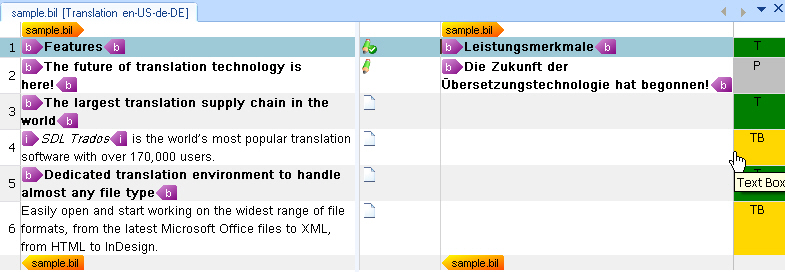 sample.bil [Translation en-US-de-DE]
sample.bil sample.bil
1 b Features b b Leistungsmerkmale b T
2 b The future of translation technology is b Die Zukunft der P
here! b Übersetzungstechnologie hat begonnen! b
3 b The largest translation supply chain in the T
world b
4 i SDL Trados i is the world's most popular translation TB
software with over 170,000 users.
5 b Dedicated translation environment to handle
almost any file type b Text Box
6 Easily open and start working on the widest range of file TB
formats, from the latest Microsoft Office files to XML,
from HTML to InDesign.
sample.bil sample.bil